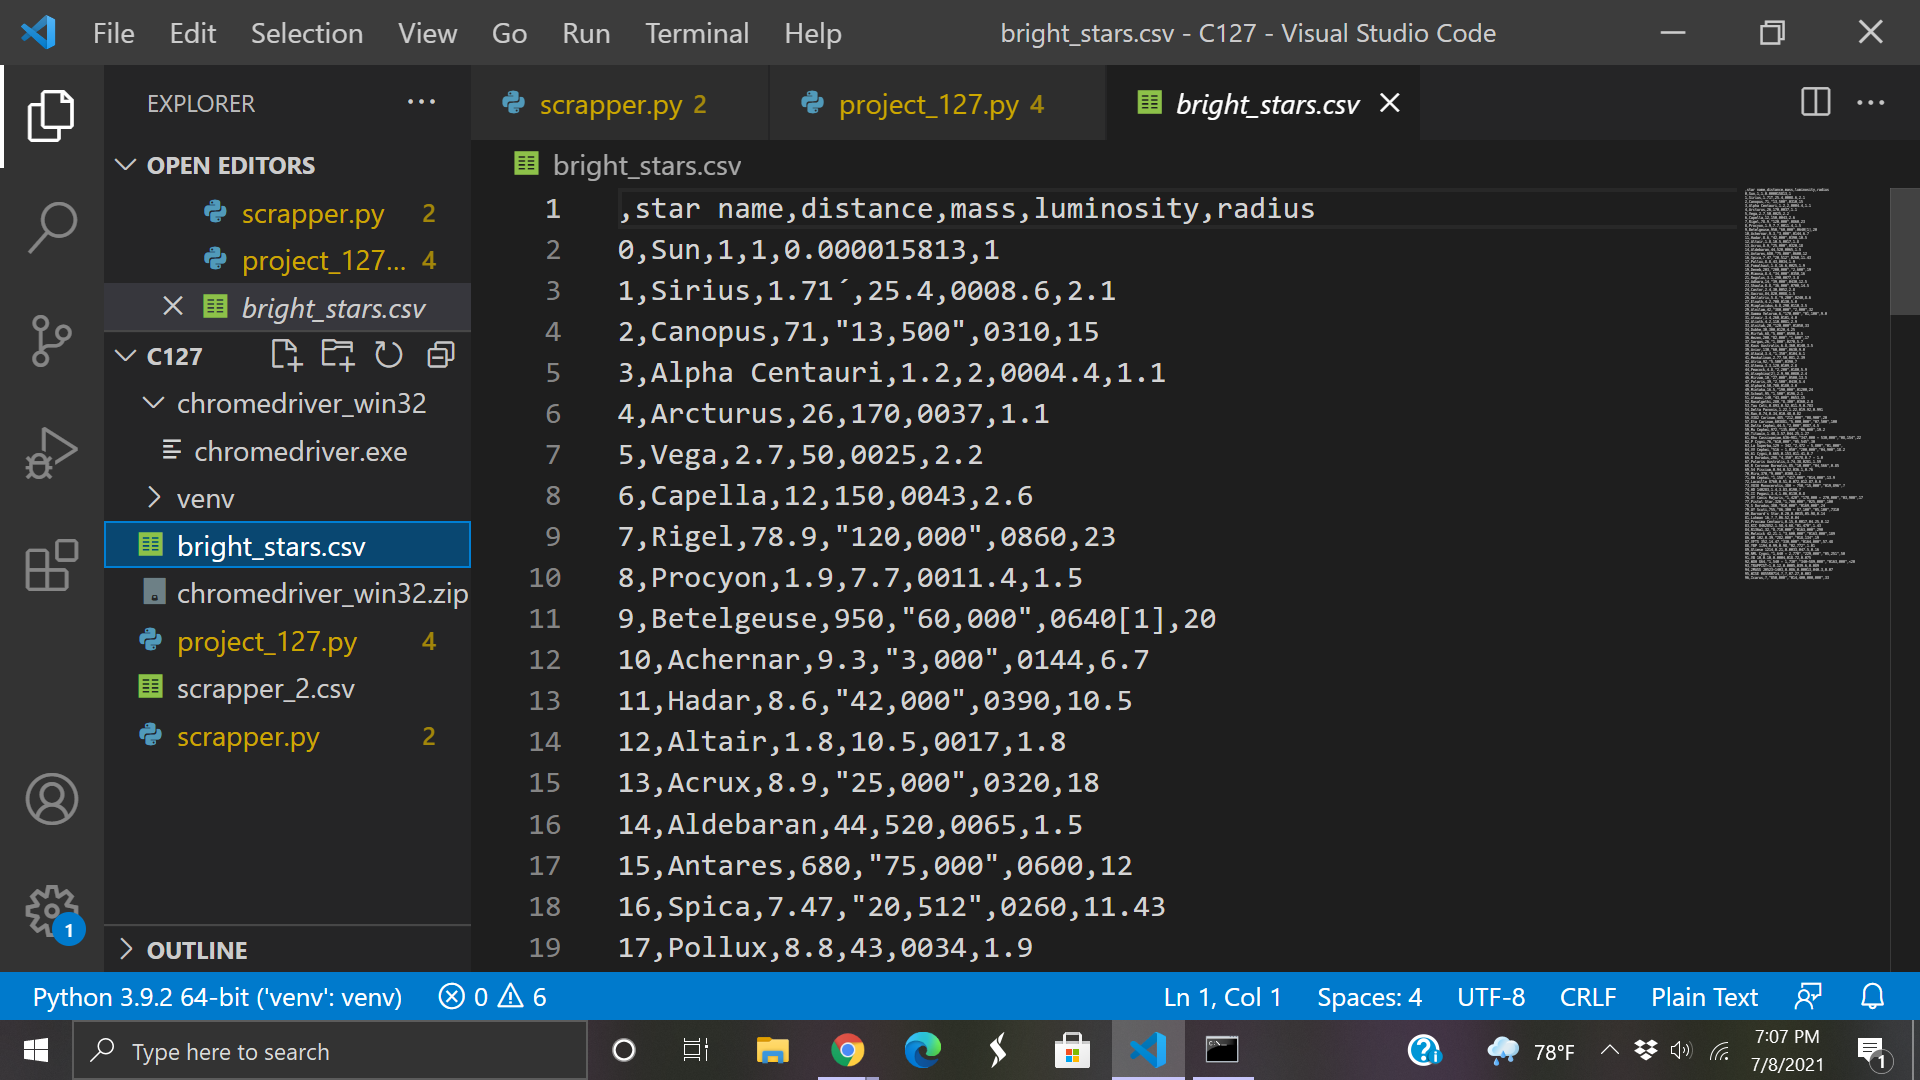 File Edit Selection View Go Run Terminal Help
bright_stars.csv - C127 - Visual Studio Code
EXPLORER
OPEN EDITORS
scrapper.py 2
project_127... 4
bright_stars.csv
C127
chromedriver_win32
chromedriver.exe
venv
bright_stars.csv
chromedriver_win32.zip
project_127.py 4
scrapper_2.csv
scrapper.py 2
OUTLINE
1
scrapper.py 2
project_127.py 4
bright_stars.csv
bright_stars.csv
1 ,star name,distance,mass,luminosity,radius
2 0,Sun,1,1,0.000015813,1
3 1,Sirius,1.71´,25.4,0008.6,2.1
4 2,Canopus,71,"13,500",0310,15
5 3,Alpha Centauri,1.2,2,0004.4,1.1
6 4,Arcturus,26,170,0037,1.1
7 5,Vega,2.7,50,0025,2.2
8 6,Capella,12,150,0043,2.6
9 7,Rigel,78.9,"120,000",0860,23
10 8,Procyon,1.9,7.7,0011.4,1.5
11 9,Betelgeuse,950,"60,000",0640[1],20
12 10,Achernar,9.3,"3,000",0144,6.7
13 11,Hadar,8.6,"42,000",0390,10.5
14 12,Altair,1.8,10.5,0017,1.8
15 13,Acrux,8.9,"25,000",0320,18
16 14,Aldebaran,44,520,0065,1.5
17 15,Antares,680,"75,000",0600,12
18 16,Spica,7.47,"20,512",0260,11.43
19 17,Pollux,8.8,43,0034,1.9
Python 3.9.2 64-bit ('venv': venv) 0 6
Ln 1, Col 1 Spaces: 4 UTF-8 CRLF Plain Text
Type here to search
78°F
7:07 PM
7/8/2021
1